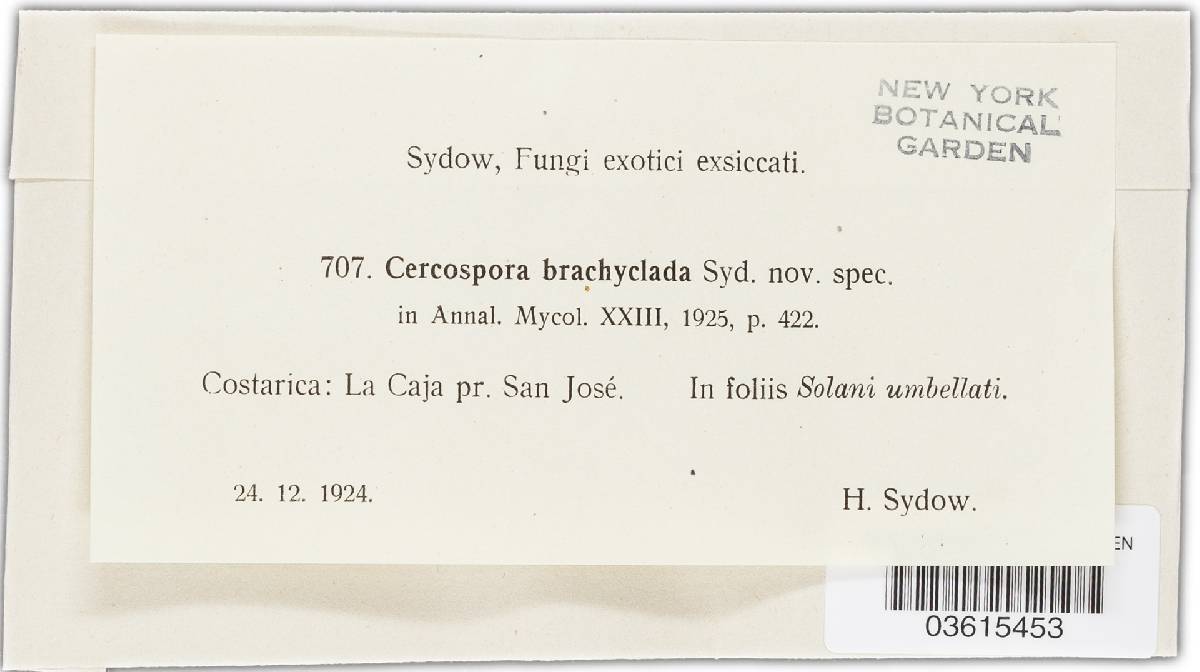 NEW YORK
BOTANICAL
GARDEN
Sydow, Fungi exotici exsiccati.
707. Cercospora brachyclada Syd. nov. spec.
in Annal. Mycol. XXIII, 1925, p. 422.
Costarica: La Caja pr. San José. In foliis Solani umbellati.
24. 12. 1924. H. Sydow.
EN
03615453